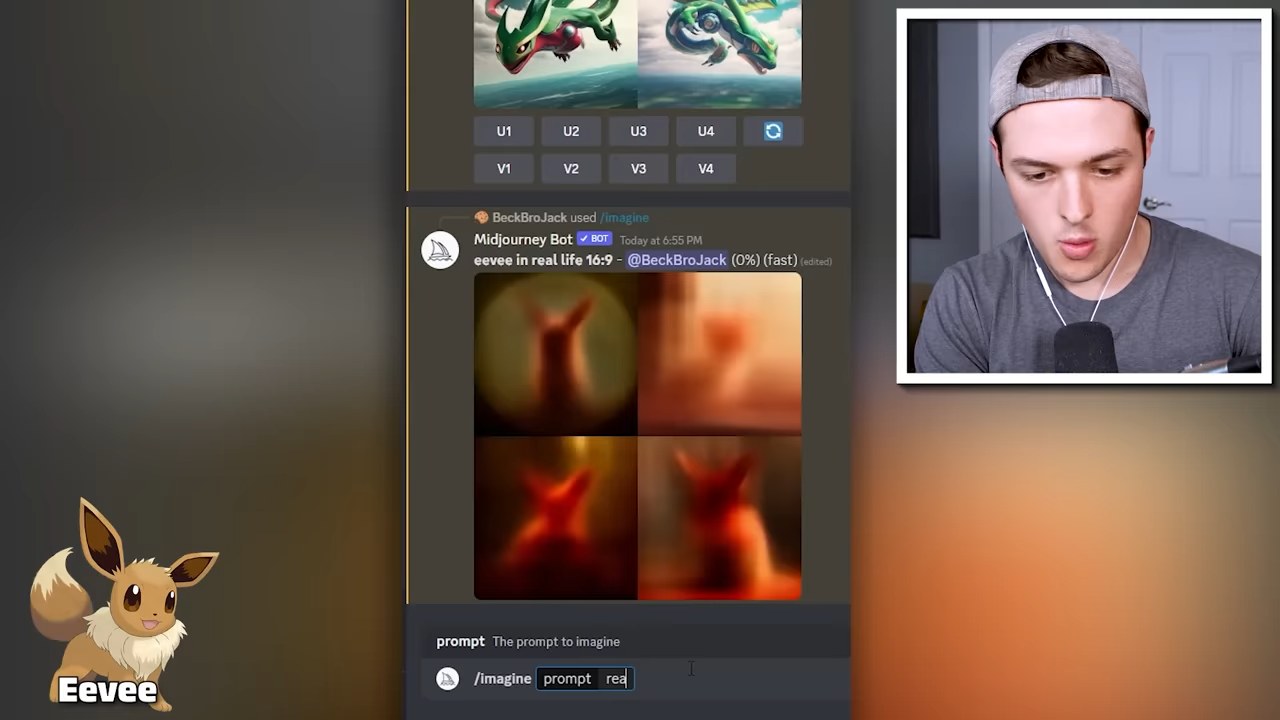 U1 U2 U3 U4
V1 V2 V3 V4
BeckBroJack used /imagine
Midjourney Bot ✓ BOT Today at 6:55 PM
eevee in real life 16:9 - @BeckBroJack (0%) (fast) (edited)
prompt The prompt to imagine
/imagine prompt rea
Eevee